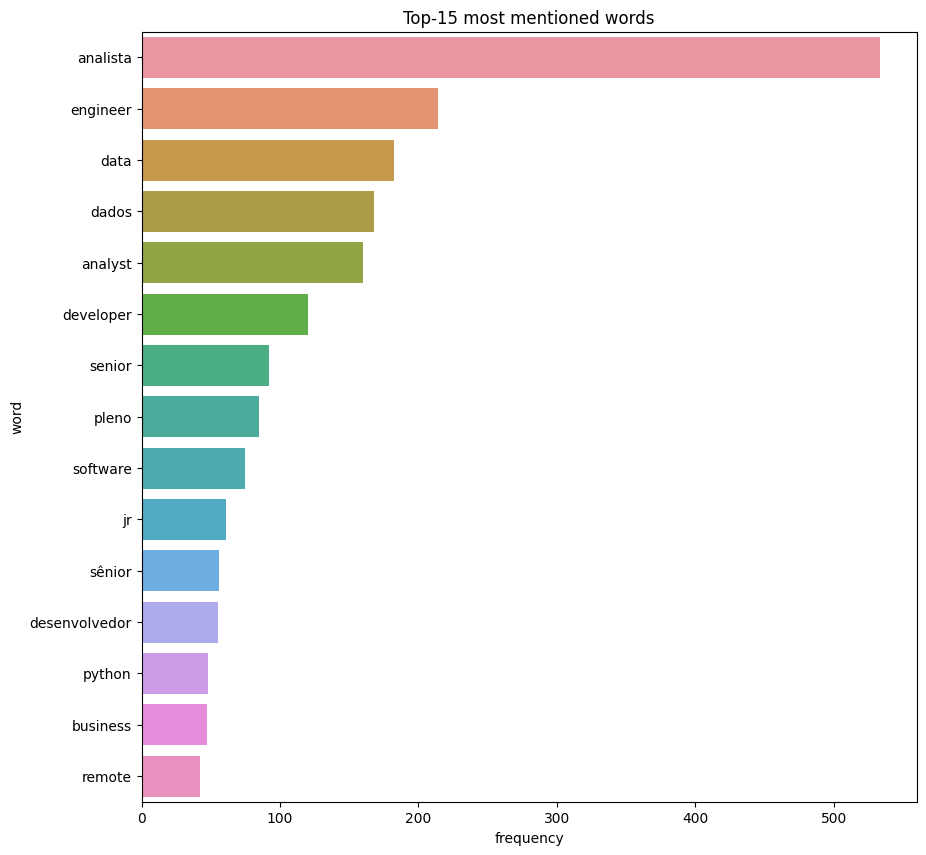 Top-15 most mentioned words
word
analista
engineer
data
dados
analyst
developer
senior
pleno
software
jr
sênior
desenvolvedor
python
business
remote
0 100 200 300 400 500
frequency